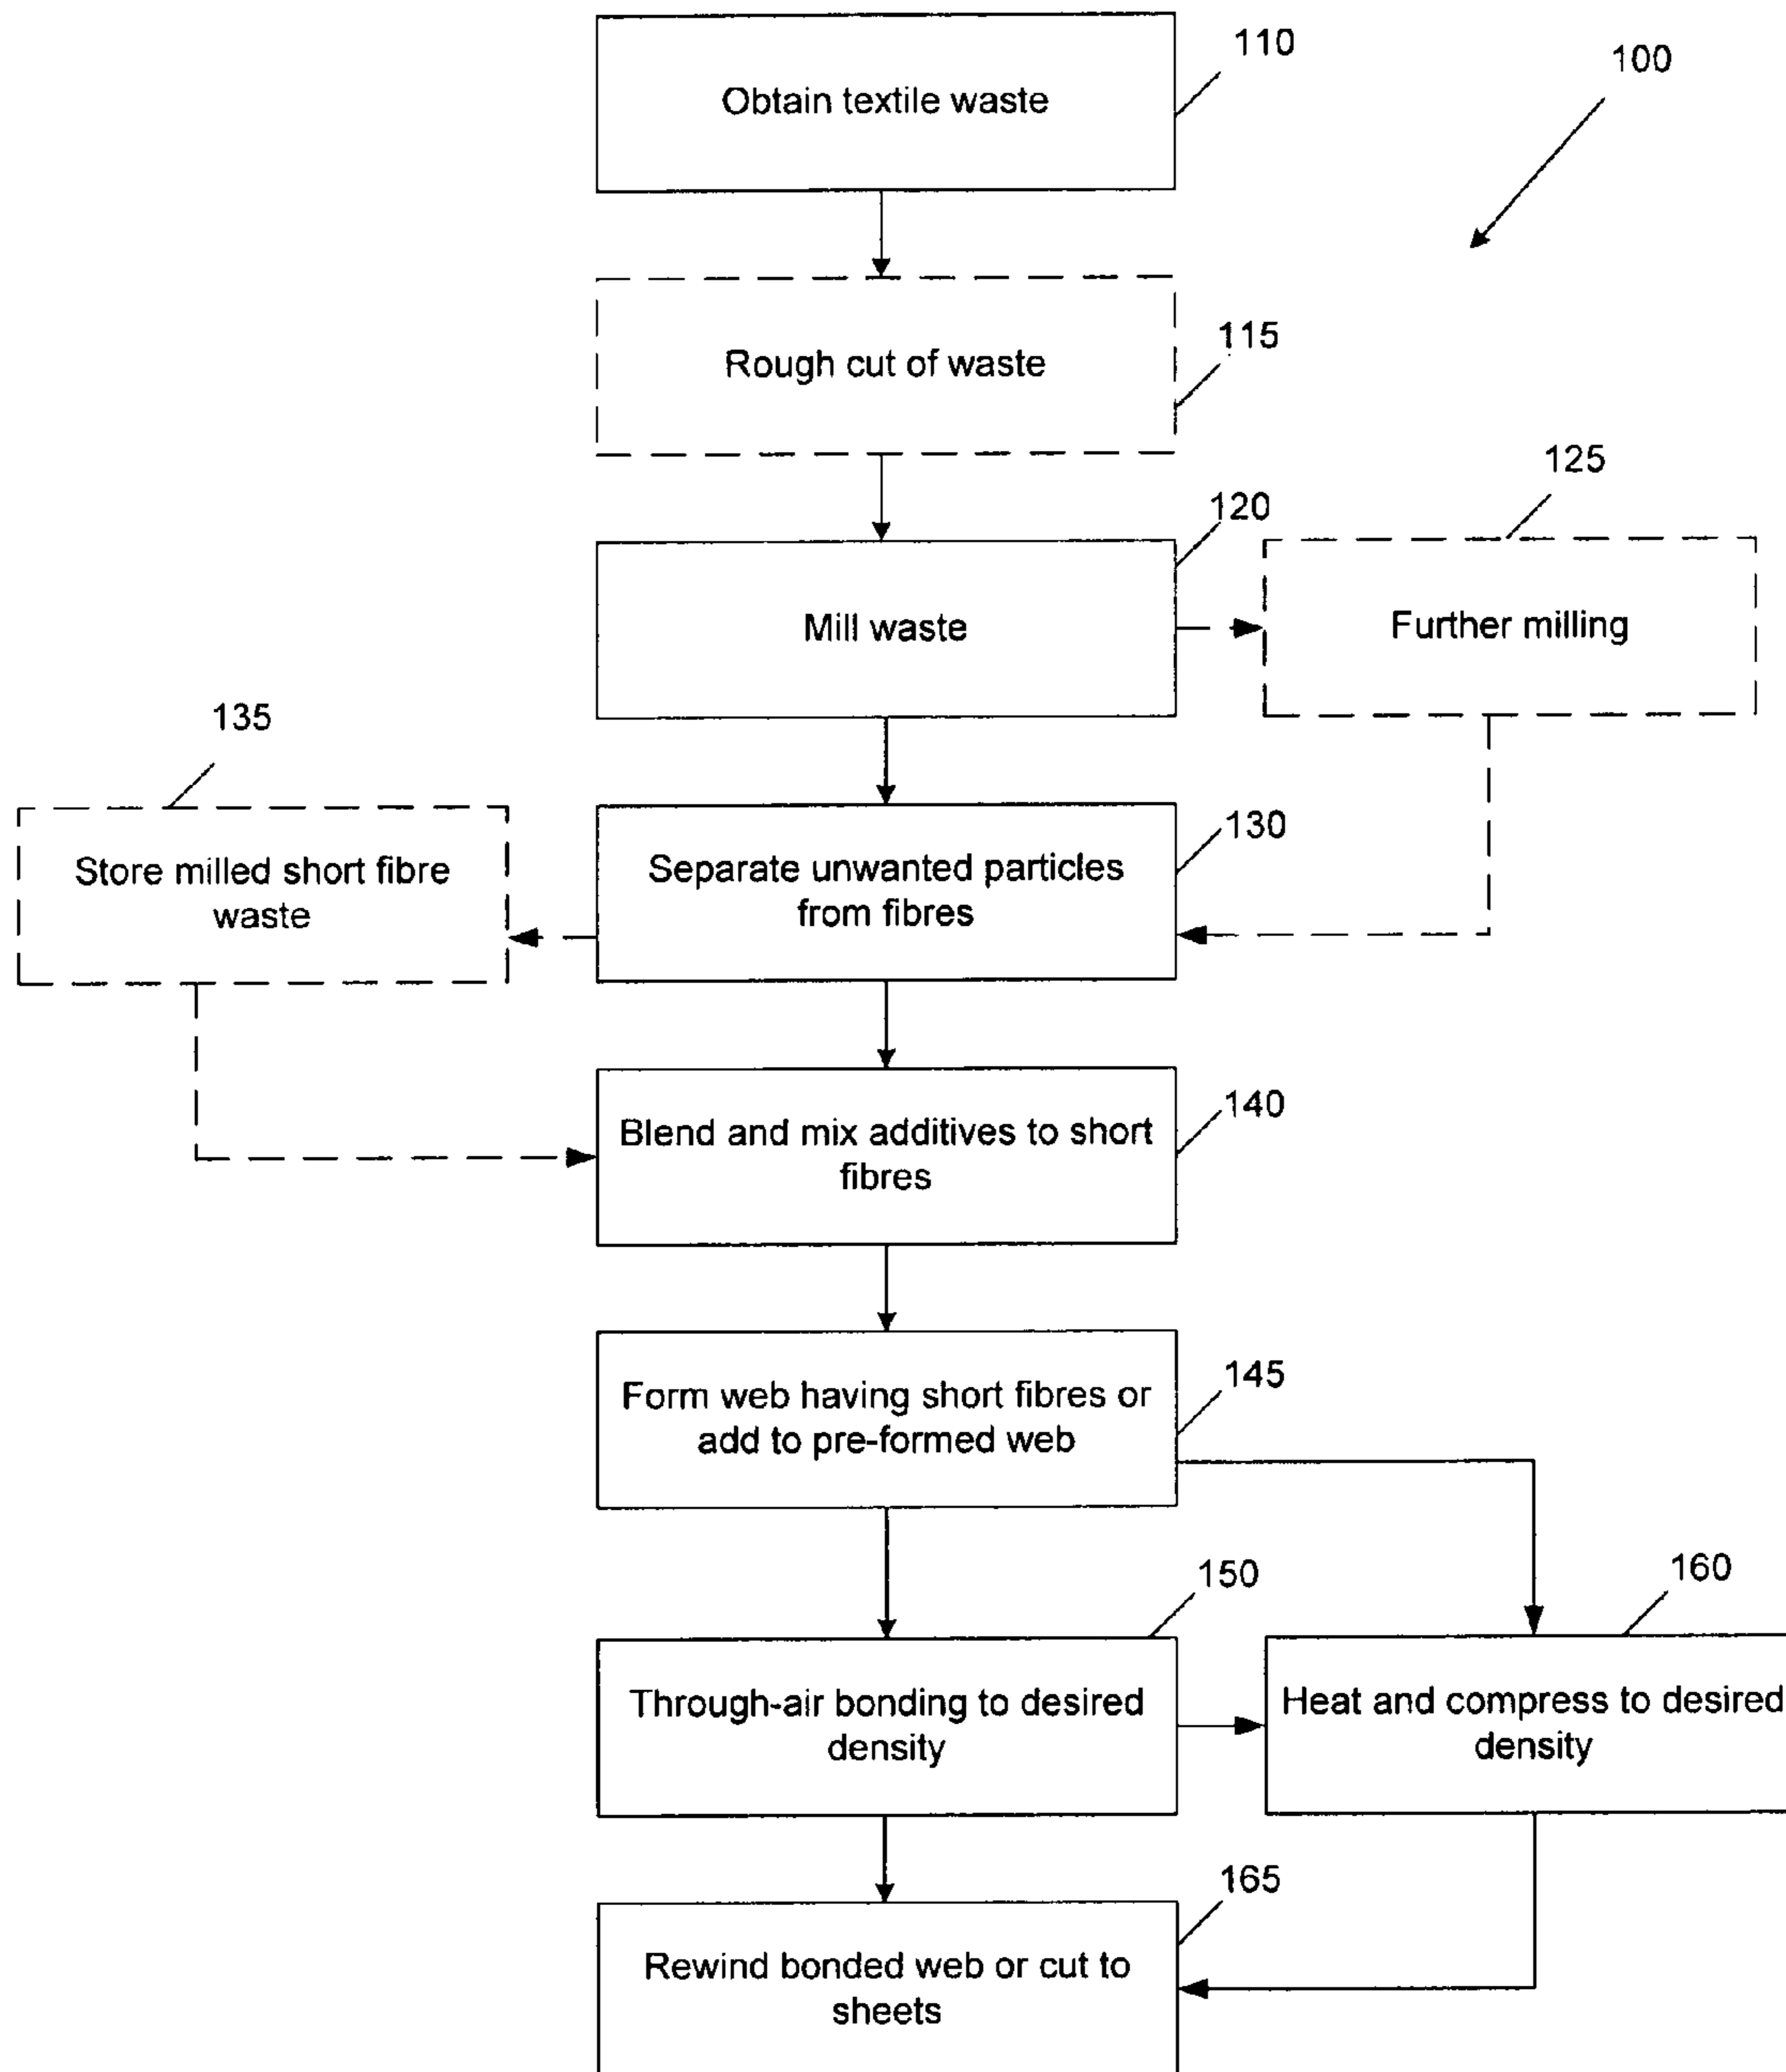 110
Obtain textile waste
100
115
Rough cut of waste
125
120
Mill waste
Further milling
135
130
Store milled short fibre
waste
Separate unwanted particles
from fibres
140
Blend and mix additives to short
fibres
145
Form web having short fibres or
add to pre-formed web
150
160
Through-air bonding to desired
density
Heat and compress to desired
density
165
Rewind bonded web or cut to
sheets